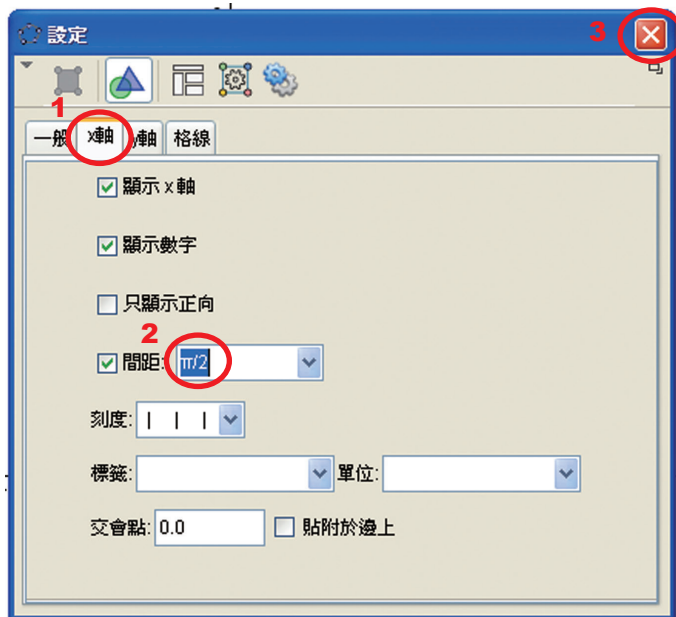 設定
3
1
一般 x軸 y軸 格線
顯示 x 軸
顯示數字
只顯示正向
2
間距: π/2
刻度: | | |
標籤: 單位:
交會點: 0.0 貼附於邊上